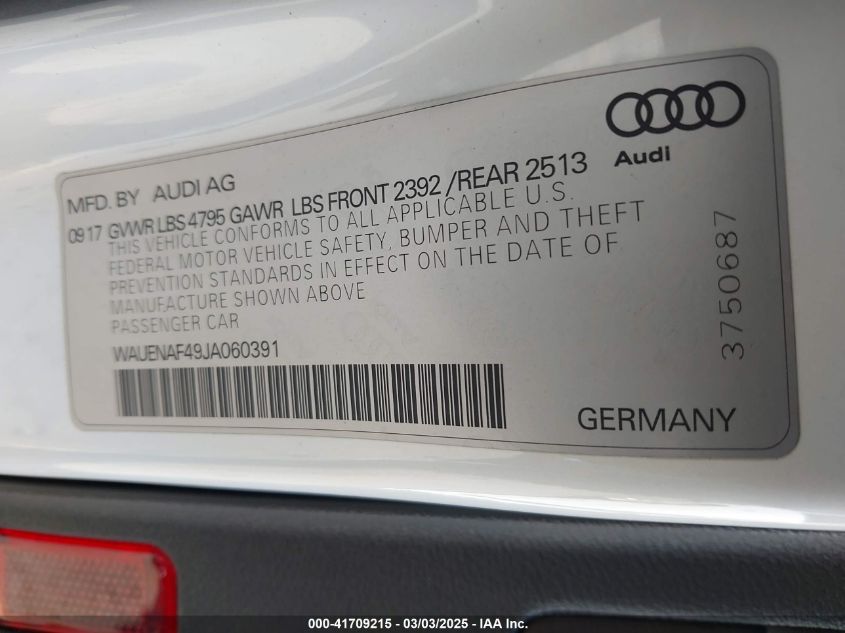 Audi
MFD. BY AUDI AG
0917 GVWR LBS 4795 GAWR LBS FRONT 2392 /REAR 2513
THIS VEHICLE CONFORMS TO ALL APPLICABLE U.S.
FEDERAL MOTOR VEHICLE SAFETY, BUMPER AND THEFT
PREVENTION STANDARDS IN EFFECT ON THE DATE OF
MANUFACTURE SHOWN ABOVE
PASSENGER CAR
WAUENAF49JA060391
GERMANY
3750687
000-41709215 - 03/03/2025 - IAA Inc.